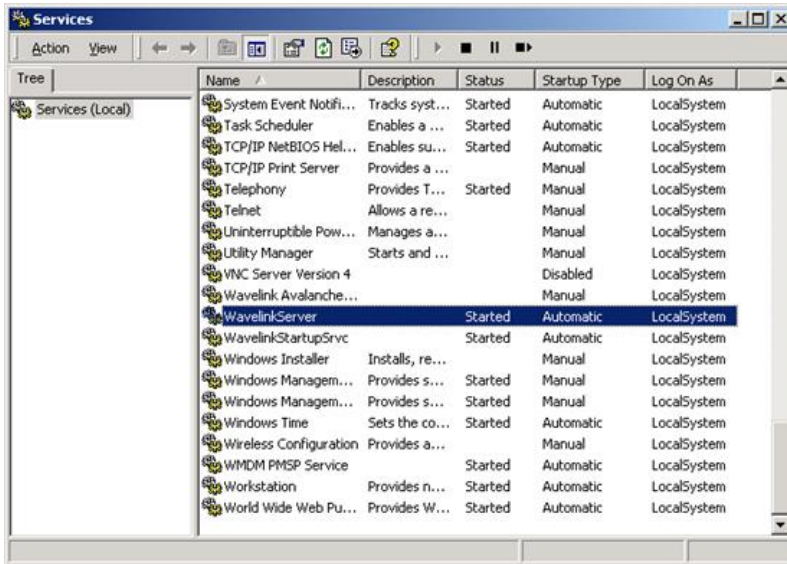 Services
Action View
Tree
Services (Local)
Name Description Status Startup Type Log On As
System Event Notifi... Tracks syst... Started Automatic LocalSystem
Task Scheduler Enables a ... Started Automatic LocalSystem
TCP/IP NetBIOS Hel... Enables su... Started Automatic LocalSystem
TCP/IP Print Server Provides a ... Manual LocalSystem
Telephony Provides T... Started Manual LocalSystem
Telnet Allows a re... Manual LocalSystem
Uninterruptible Pow... Manages a... Manual LocalSystem
Utility Manager Starts and ... Manual LocalSystem
VNC Server Version 4 Disabled LocalSystem
Wavelink Avalanche... Manual LocalSystem
WavelinkServer Started Automatic LocalSystem
WavelinkStartupSrvc Started Automatic LocalSystem
Windows Installer Installs, re... Manual LocalSystem
Windows Managem... Provides s... Started Manual LocalSystem
Windows Managem... Provides s... Started Manual LocalSystem
Windows Time Sets the co... Started Automatic LocalSystem
Wireless Configuration Provides a... Manual LocalSystem
WMDM PMSP Service Started Automatic LocalSystem
Workstation Provides n... Started Automatic LocalSystem
World Wide Web Pu... Provides W... Started Automatic LocalSystem